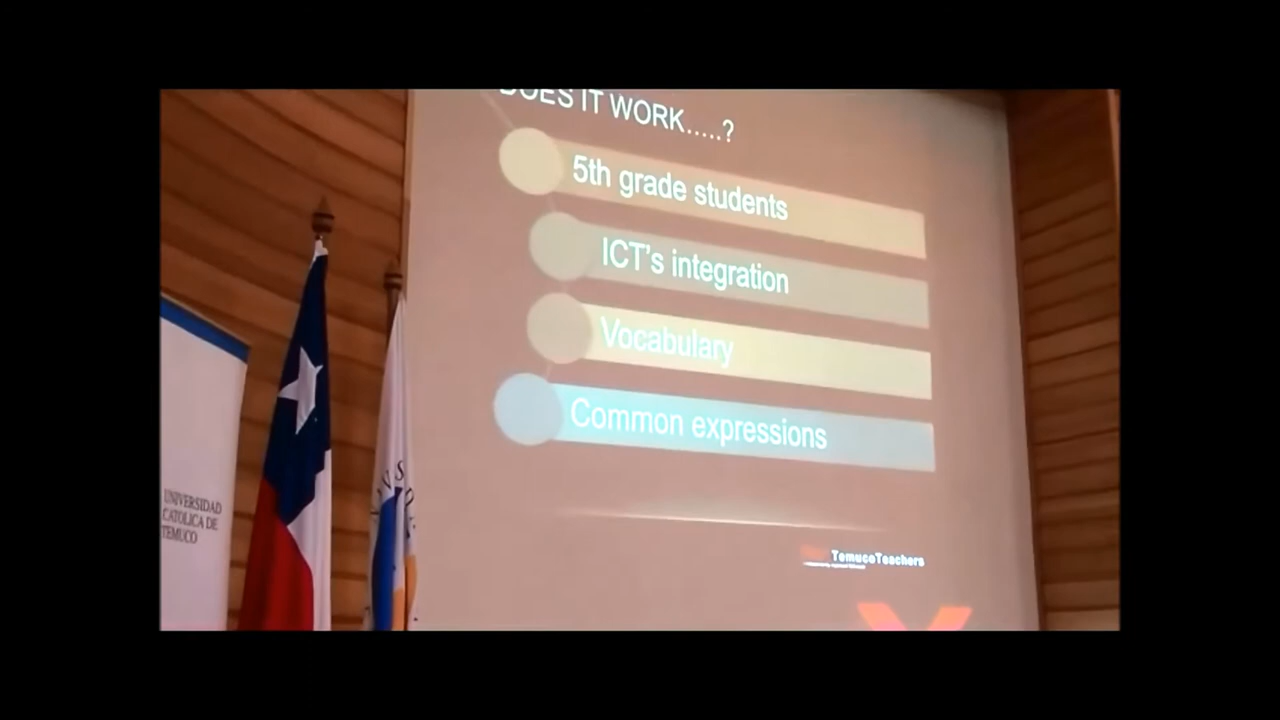 DOES IT WORK.....?
5th grade students
ICT's integration
Vocabulary
Common expressions
UNIVERSIDAD
CATOLICA DE
TEMUCO
TemucoTeachers